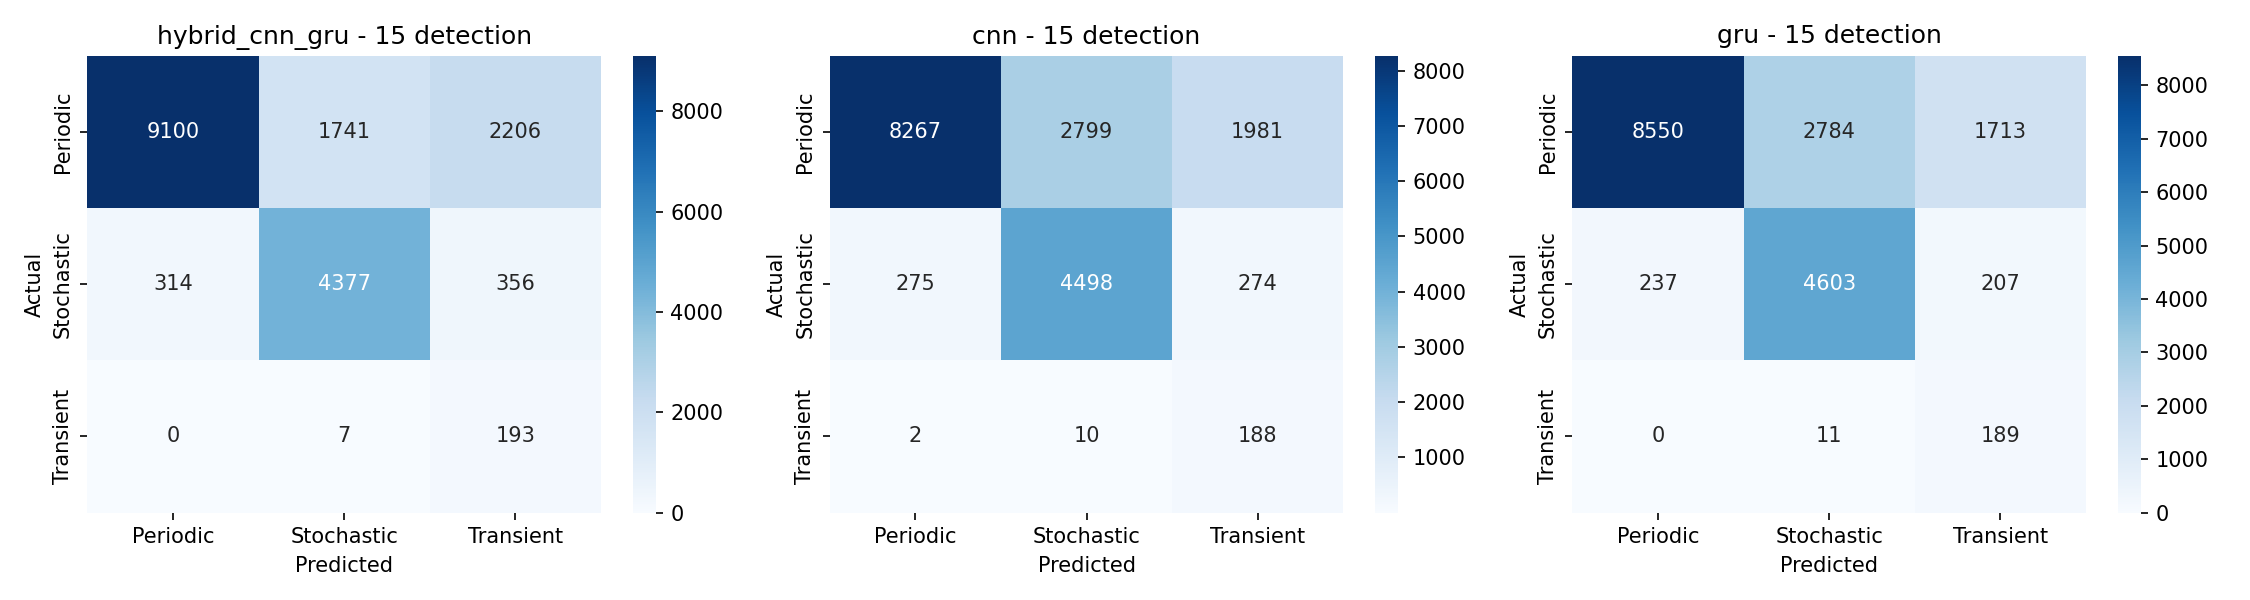 hybrid_cnn_gru - 15 detection
Actual
Periodic
Stochastic
Transient
9100 1741 2206
314 4377 356
0 7 193
Periodic Stochastic Transient
Predicted
8000
6000
4000
2000
0
cnn - 15 detection
Actual
Periodic
Stochastic
Transient
8267 2799 1981
275 4498 274
2 10 188
Periodic Stochastic Transient
Predicted
8000
7000
6000
5000
4000
3000
2000
1000
gru - 15 detection
Actual
Periodic
Stochastic
Transient
8550 2784 1713
237 4603 207
0 11 189
Periodic Stochastic Transient
Predicted
8000
7000
6000
5000
4000
3000
2000
1000
0